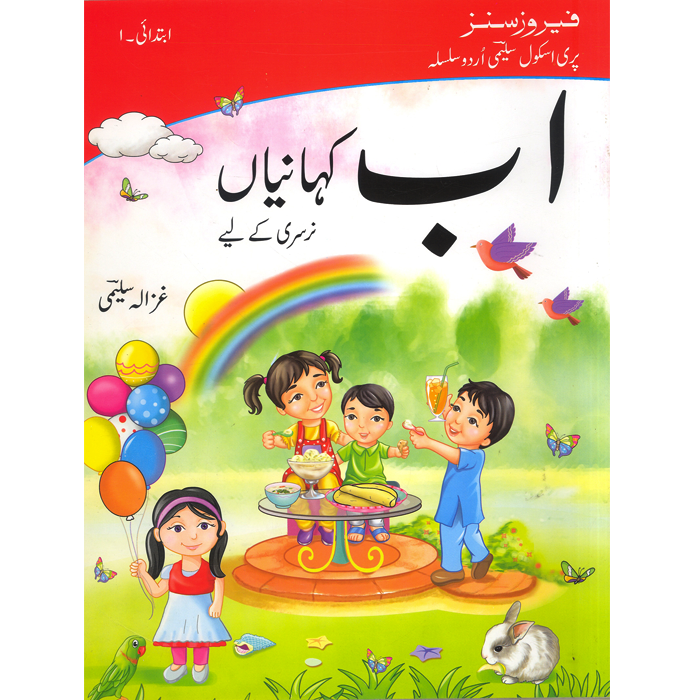 فیروز سنز
پری اسکول سلیمی اُردو سلسلہ
ابتدائی۔ ۱
اب کہانیاں
نرسری کے لیے
غزالہ سلیمی